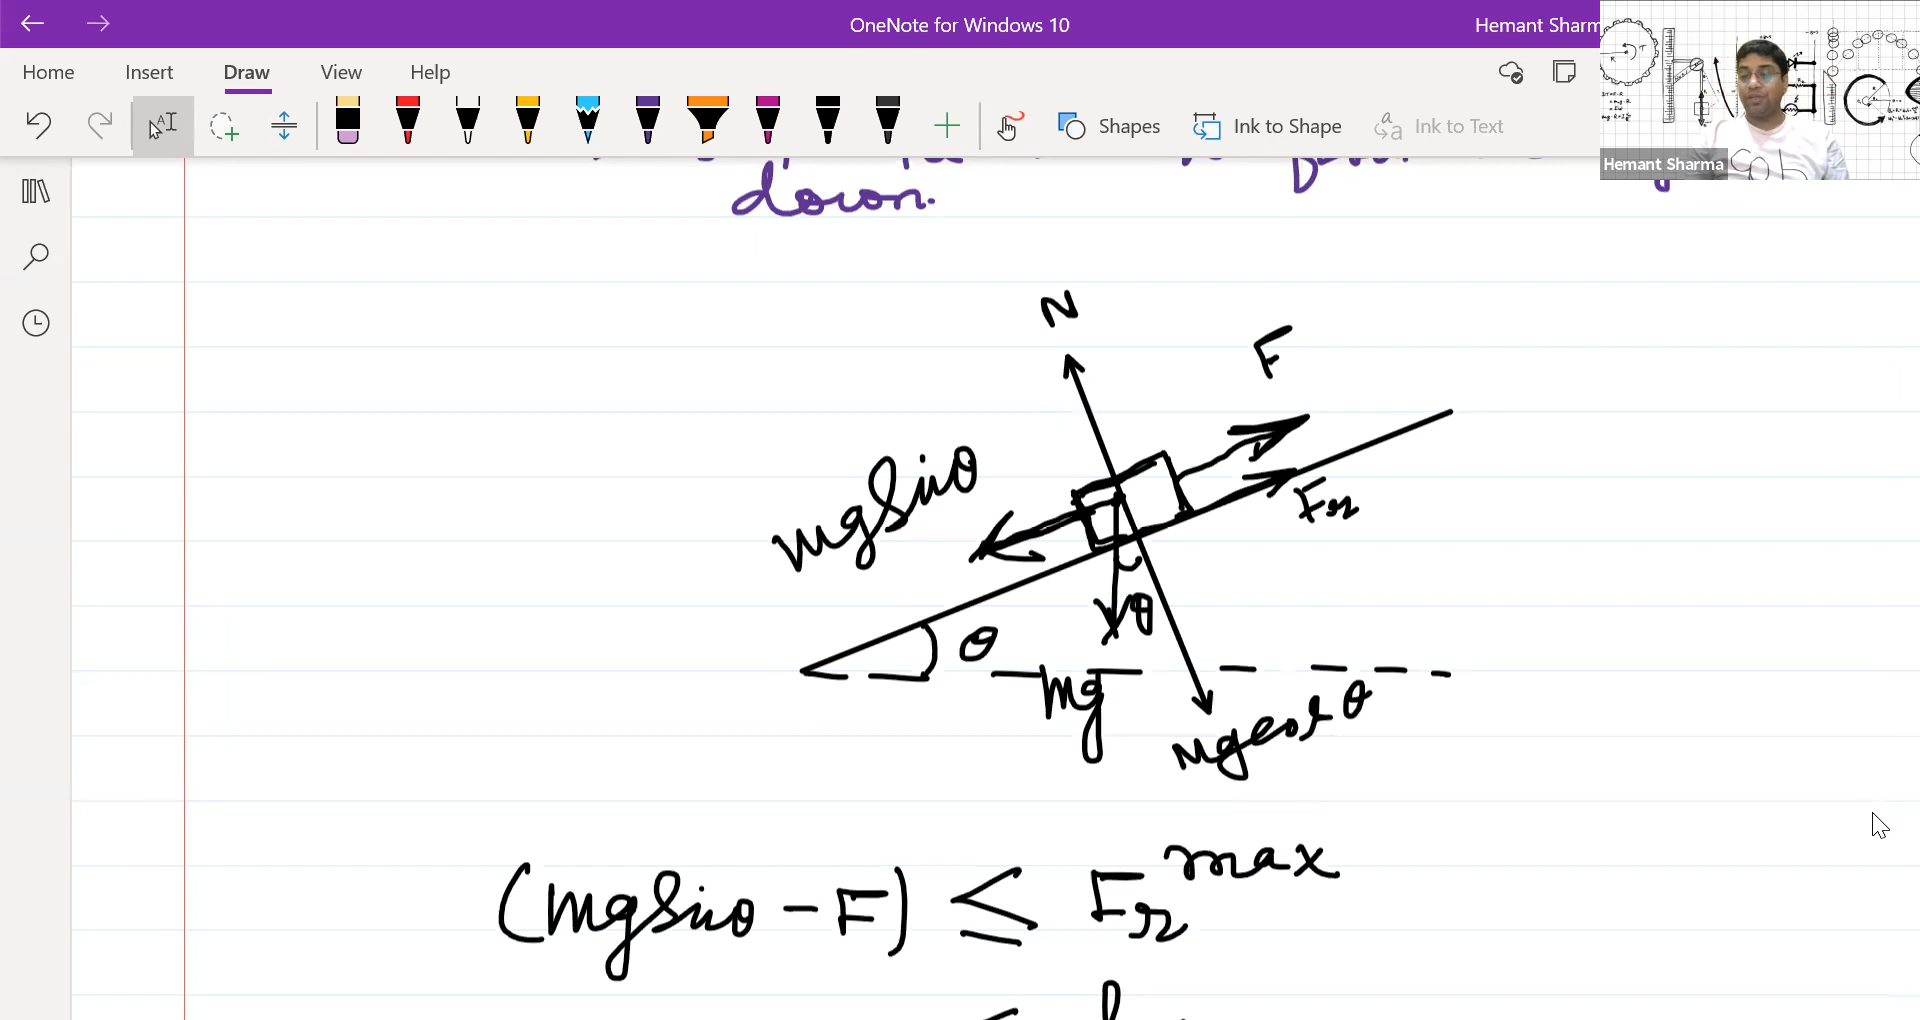 OneNote for Windows 10
Hemant Sharm
Home Insert Draw View Help
Shapes Ink to Shape Ink to Text
Hemant Sharma
down.
N
F
mgSinθ
Fr
θ
θ
mg
mgcosθ
(mgSinθ - F) ≤ Fr max